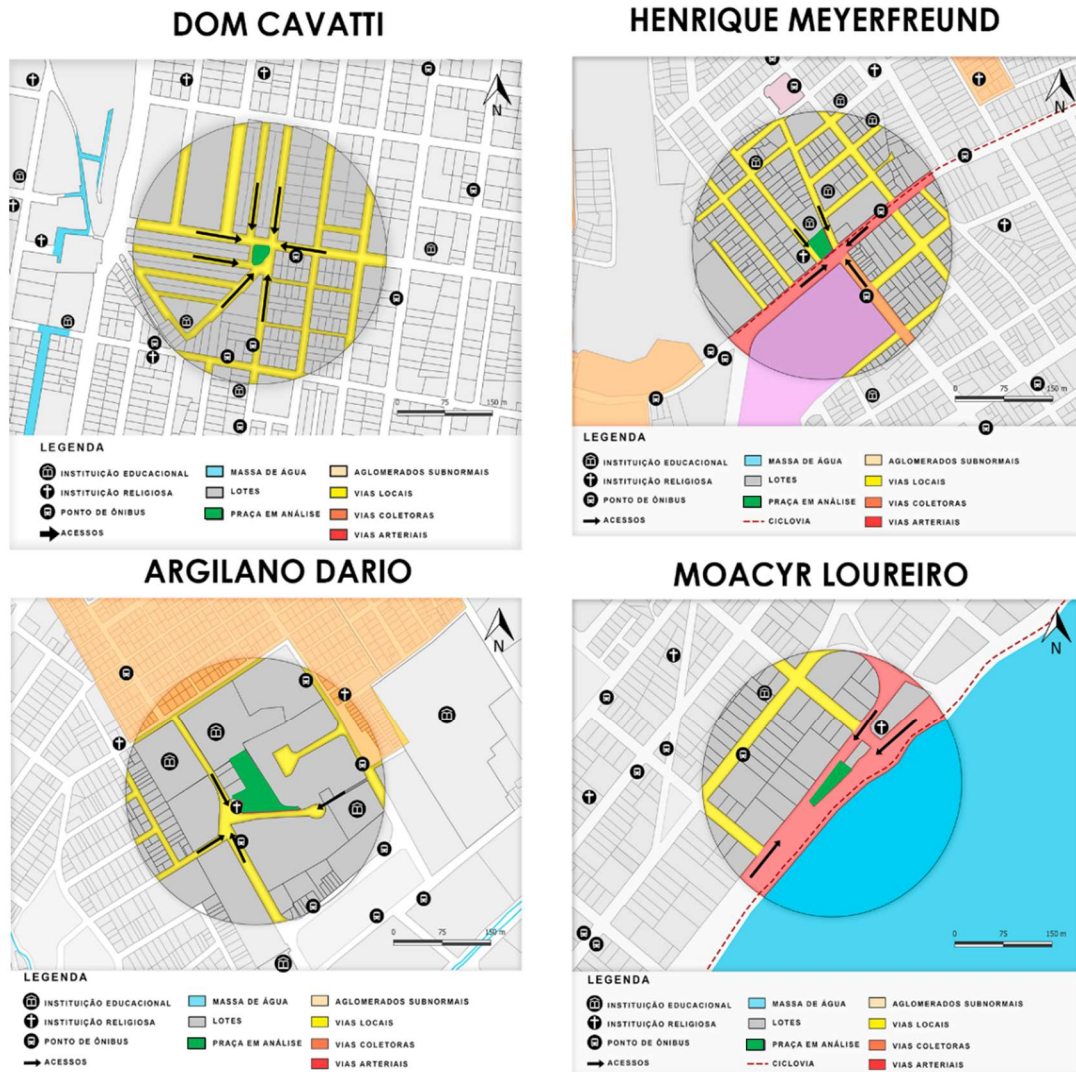 DOM CAVATTI
N
0 75 150 m
LEGENDA
INSTITUIÇÃO EDUCACIONAL
INSTITUIÇÃO RELIGIOSA
PONTO DE ÔNIBUS
ACESSOS
MASSA DE ÁGUA
LOTES
PRAÇA EM ANÁLISE
AGLOMERADOS SUBNORMAIS
VIAS LOCAIS
VIAS COLETORAS
VIAS ARTERIAIS
HENRIQUE MEYERFREUND
N
0 75 150 m
LEGENDA
INSTITUIÇÃO EDUCACIONAL
INSTITUIÇÃO RELIGIOSA
PONTO DE ÔNIBUS
ACESSOS
MASSA DE ÁGUA
LOTES
PRAÇA EM ANÁLISE
CICLOVIA
AGLOMERADOS SUBNORMAIS
VIAS LOCAIS
VIAS COLETORAS
VIAS ARTERIAIS
ARGILANO DARIO
N
0 75 150 m
LEGENDA
INSTITUIÇÃO EDUCACIONAL
INSTITUIÇÃO RELIGIOSA
PONTO DE ÔNIBUS
ACESSOS
MASSA DE ÁGUA
LOTES
PRAÇA EM ANÁLISE
AGLOMERADOS SUBNORMAIS
VIAS LOCAIS
VIAS COLETORAS
VIAS ARTERIAIS
MOACYR LOUREIRO
N
0 75 150 m
LEGENDA
INSTITUIÇÃO EDUCACIONAL
INSTITUIÇÃO RELIGIOSA
PONTO DE ÔNIBUS
ACESSOS
MASSA DE ÁGUA
LOTES
PRAÇA EM ANÁLISE
CICLOVIA
AGLOMERADOS SUBNORMAIS
VIAS LOCAIS
VIAS COLETORAS
VIAS ARTERIAIS